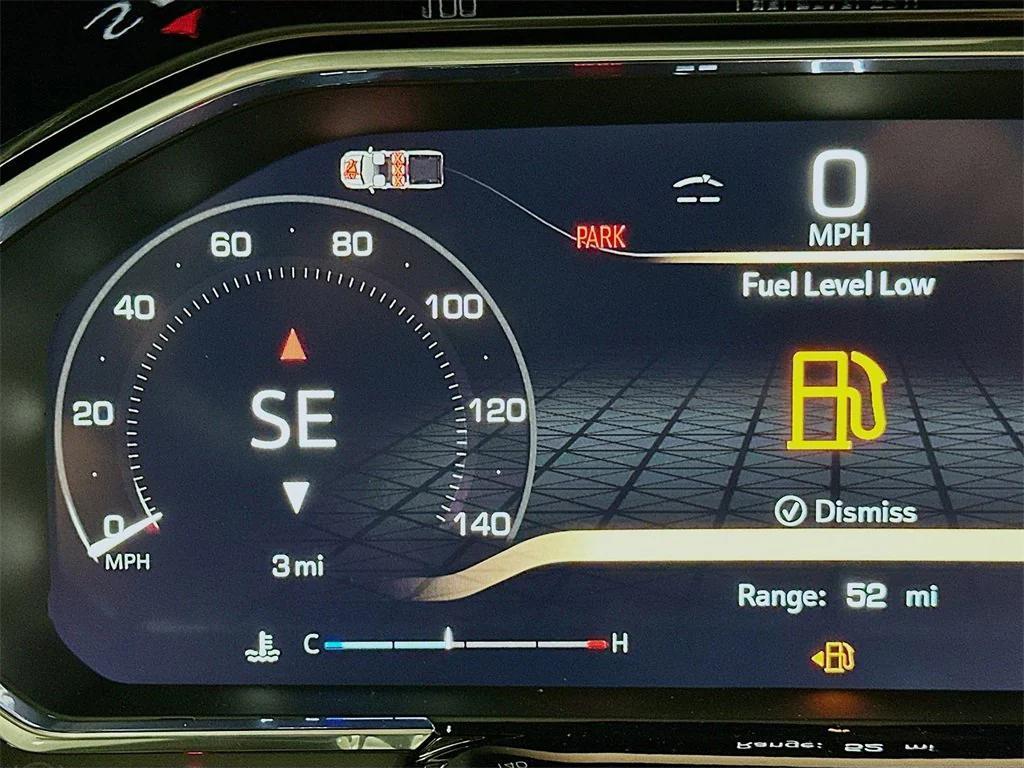 PARK
0
MPH
Fuel Level Low
60 80
40 100
SE
20 120
0 140
MPH
3 mi
Dismiss
Range: 52 mi
C H